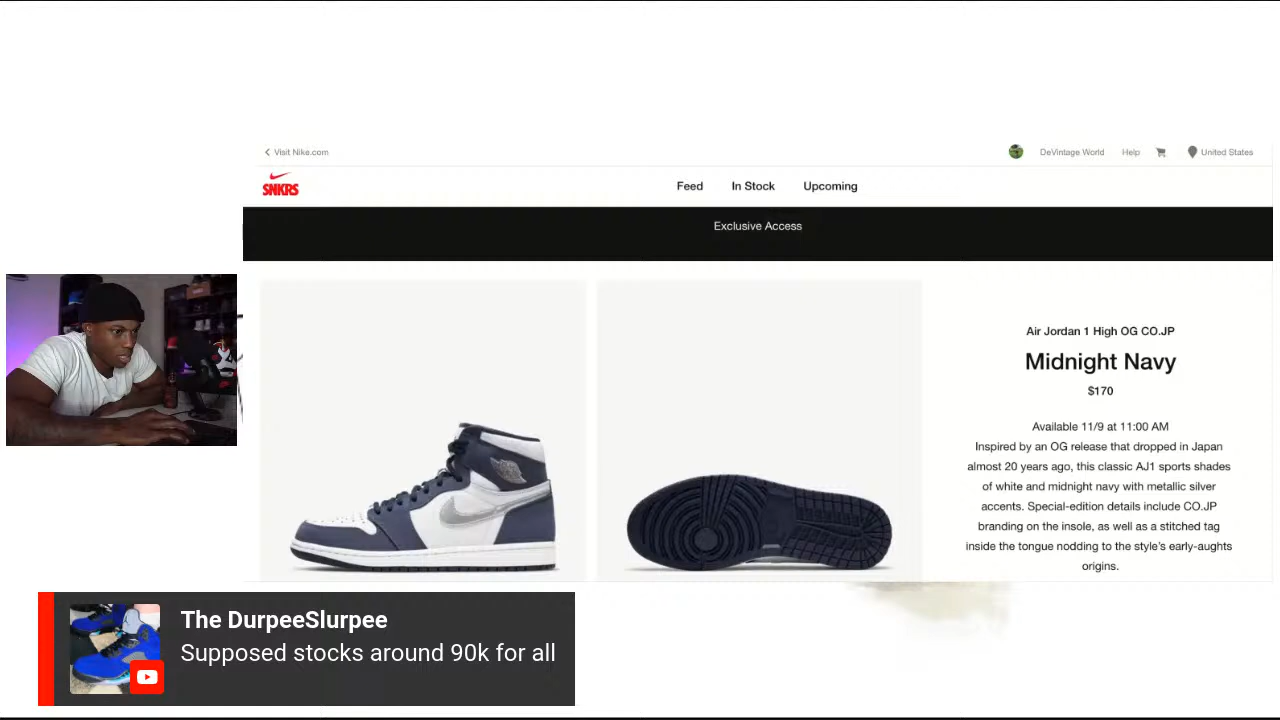 Visit Nike.com
DeVintage World Help United States
SNKRS
Feed In Stock Upcoming
Exclusive Access
Air Jordan 1 High OG CO.JP
Midnight Navy
$170
Available 11/9 at 11:00 AM
Inspired by an OG release that dropped in Japan
almost 20 years ago, this classic AJ1 sports shades
of white and midnight navy with metallic silver
accents. Special-edition details include CO.JP
branding on the insole, as well as a stitched tag
inside the tongue nodding to the style's early-aughts
origins.
The DurpeeSlurpee
Supposed stocks around 90k for all